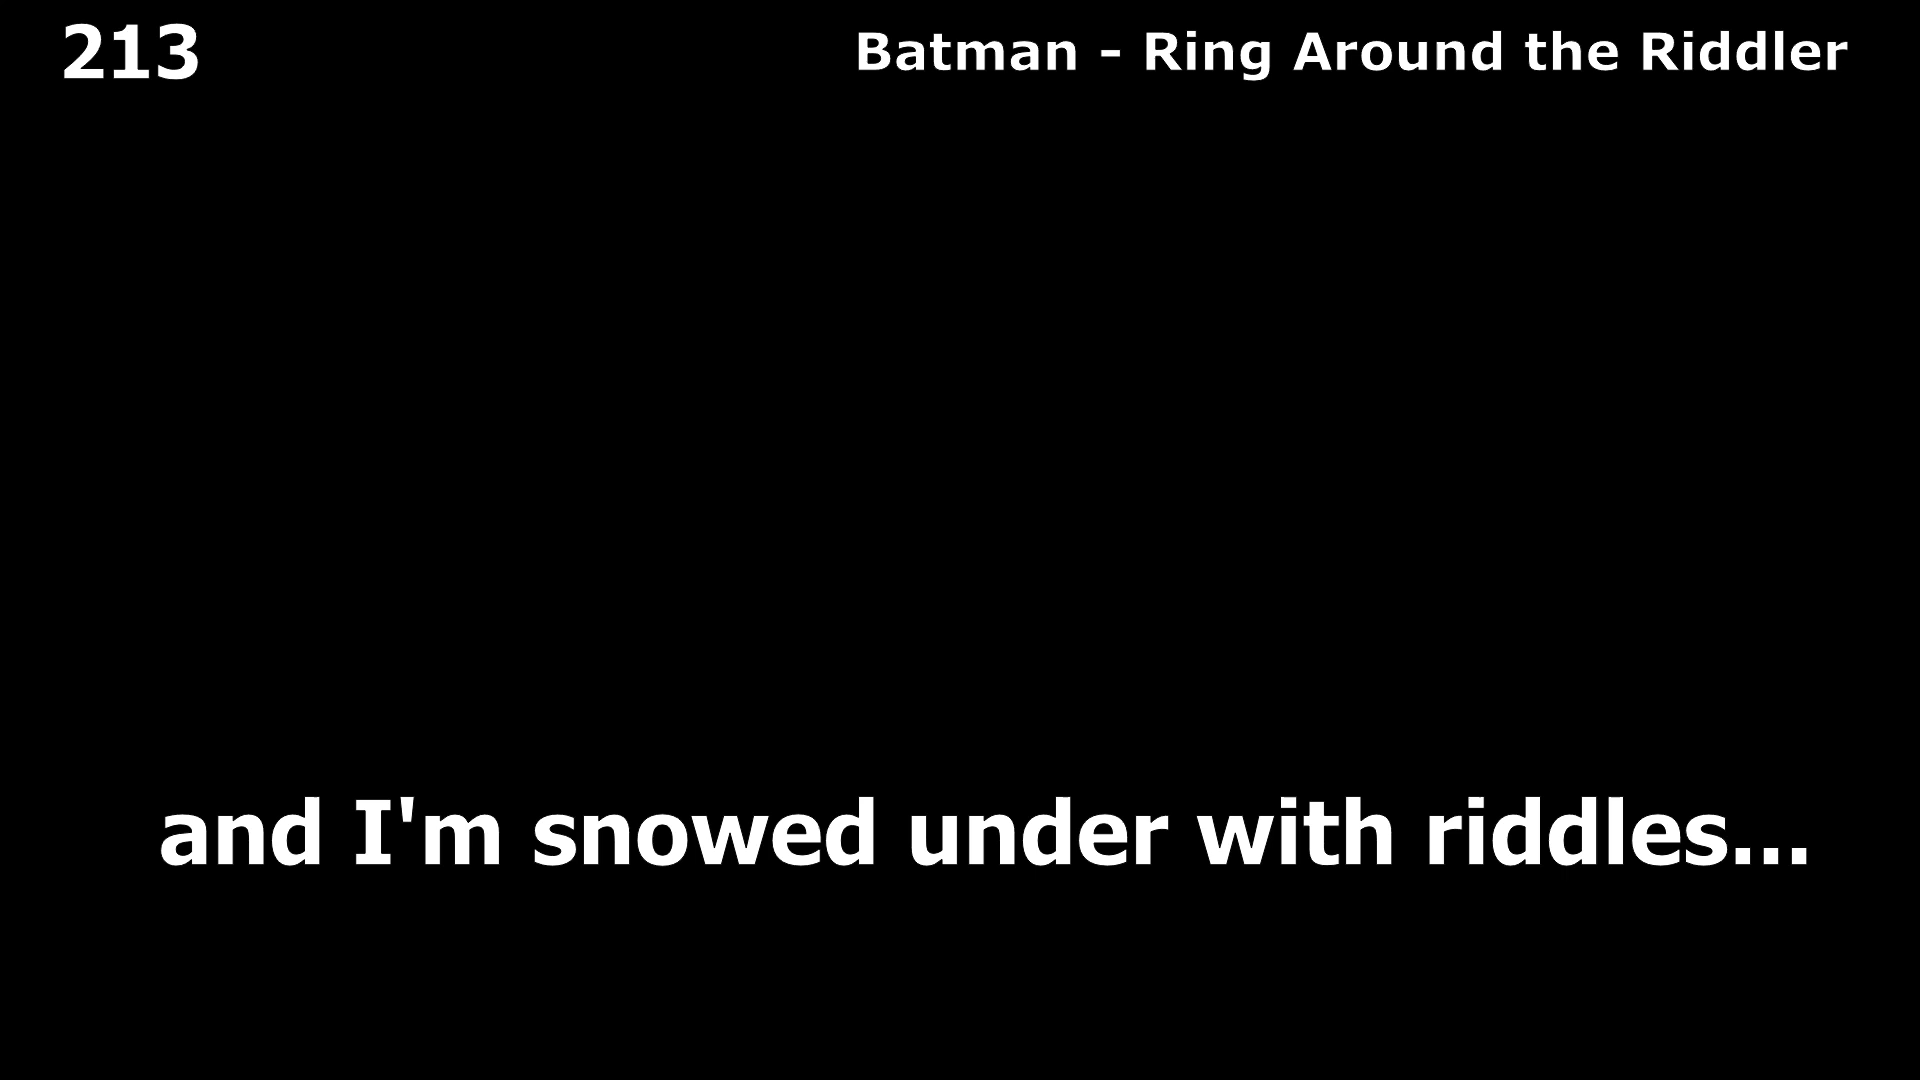 213
Batman - Ring Around the Riddler
and I'm snowed under with riddles...